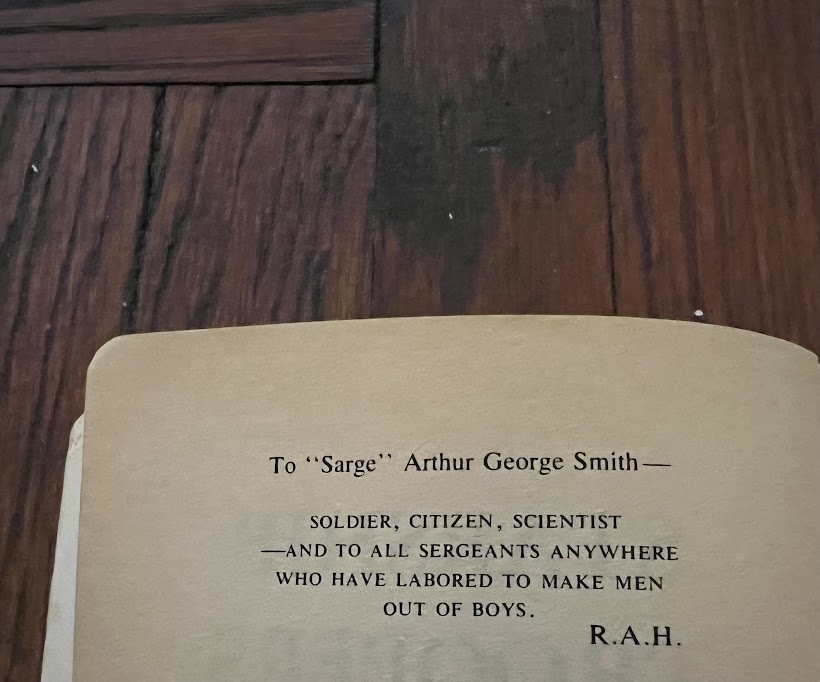 To “Sarge” Arthur George Smith—
SOLDIER, CITIZEN, SCIENTIST
—AND TO ALL SERGEANTS ANYWHERE
WHO HAVE LABORED TO MAKE MEN
OUT OF BOYS.
R.A.H.